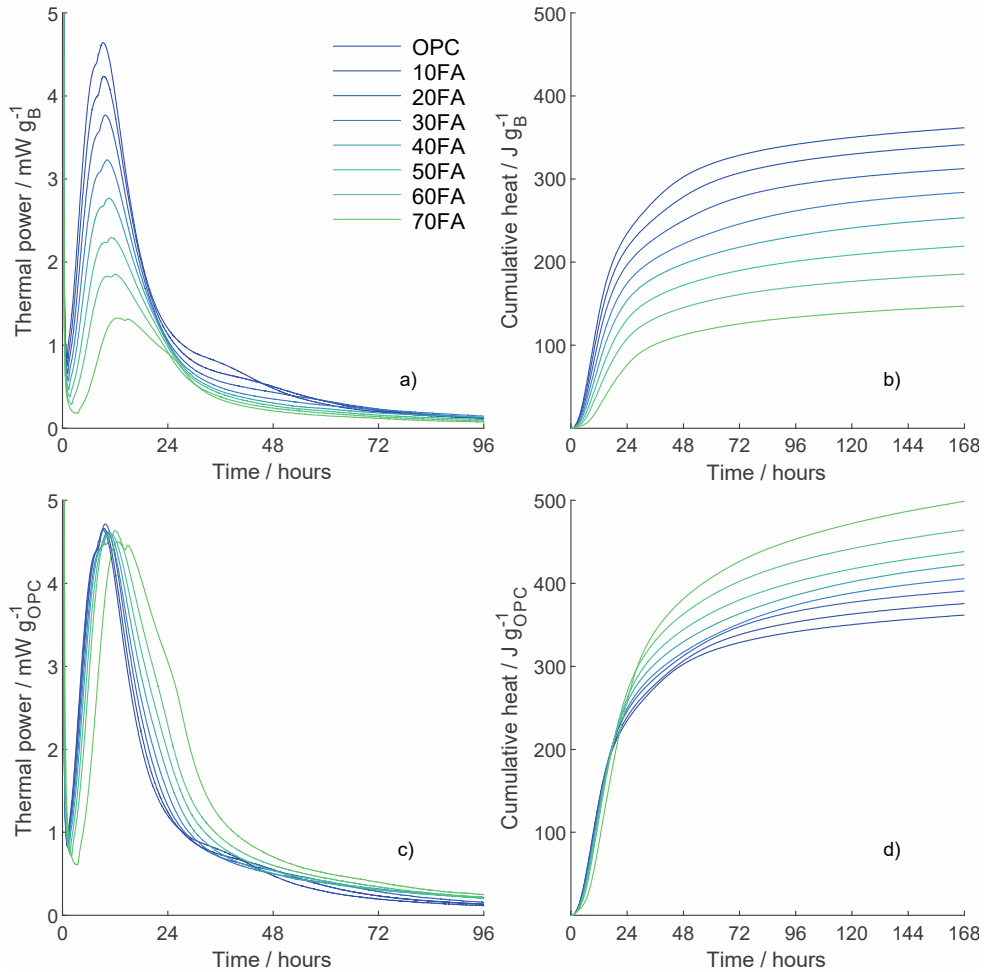 Thermal power / mW g_B^-1
5
4
3
2
1
0
0
24
48
72
96
Time / hours
OPC
10FA
20FA
30FA
40FA
50FA
60FA
70FA
a)
Cumulative heat / J g_B^-1
500
400
300
200
100
0
24
48
72
96
120
144
168
Time / hours
b)
Thermal power / mW g_OPC^-1
5
4
3
2
1
0
0
24
48
72
96
Time / hours
c)
Cumulative heat / J g_OPC^-1
500
400
300
200
100
0
24
48
72
96
120
144
168
Time / hours
d)